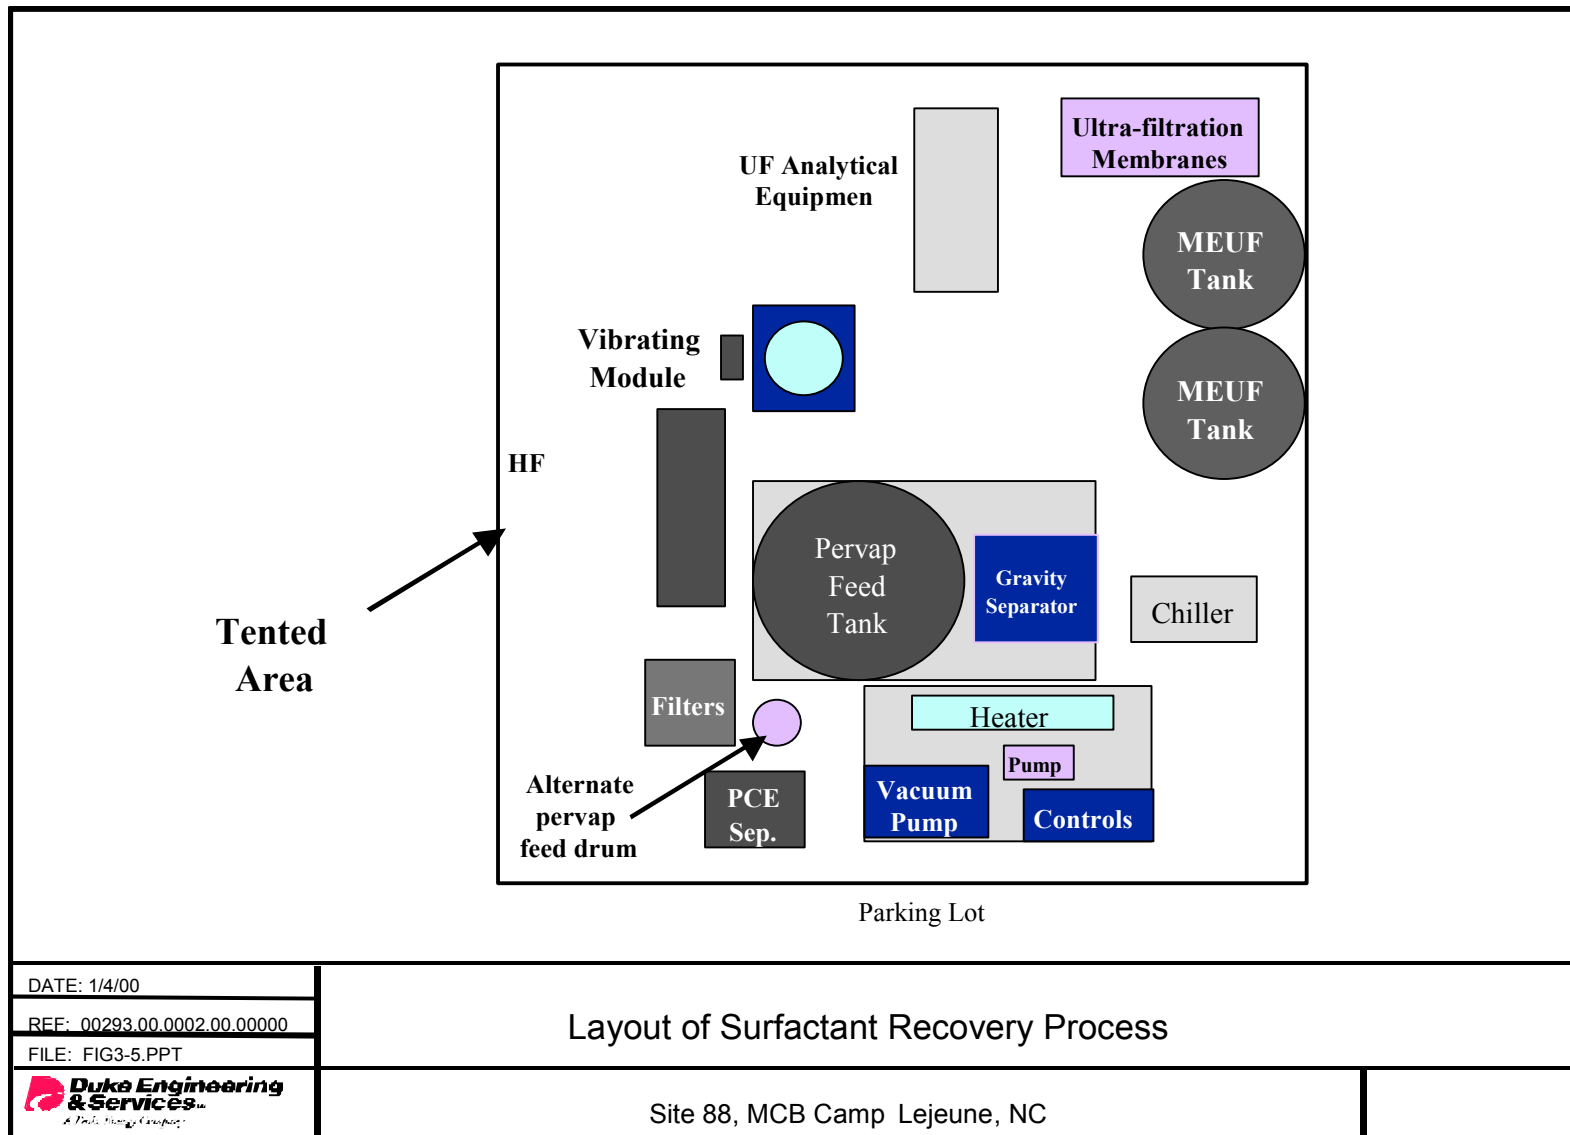 Ultra-filtration
Membranes
UF Analytical
Equipmen
MEUF
Tank
Vibrating
Module
MEUF
Tank
HF
Pervap
Feed
Tank
Gravity
Separator
Chiller
Tented
Area
Filters
Heater
Pump
Alternate
pervap
feed drum
PCE
Sep.
Vacuum
Pump
Controls
Parking Lot
DATE: 1/4/00
REF: 00293.00.0002.00.00000
FILE: FIG3-5.PPT
Layout of Surfactant Recovery Process
Duke Engineering
& Services
Site 88, MCB Camp Lejeune, NC